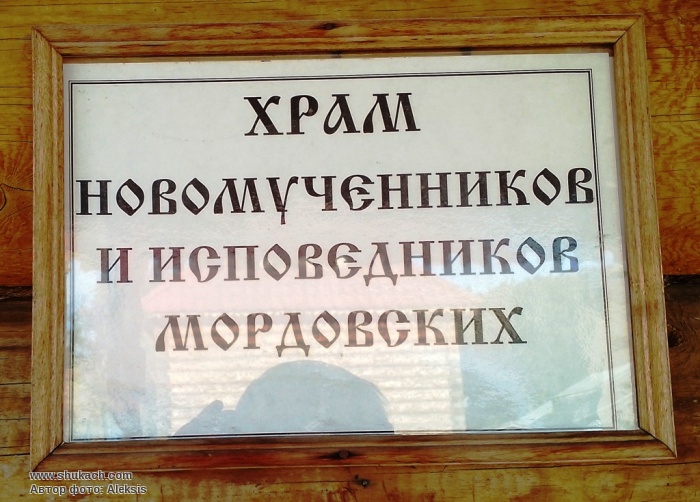 ХРАМ
НОВОМУЧЕННИКОВ
И ИСПОВЕДНИКОВ
МОРДОВСКИХ
www.shukach.com
Автор фото: Aleksis